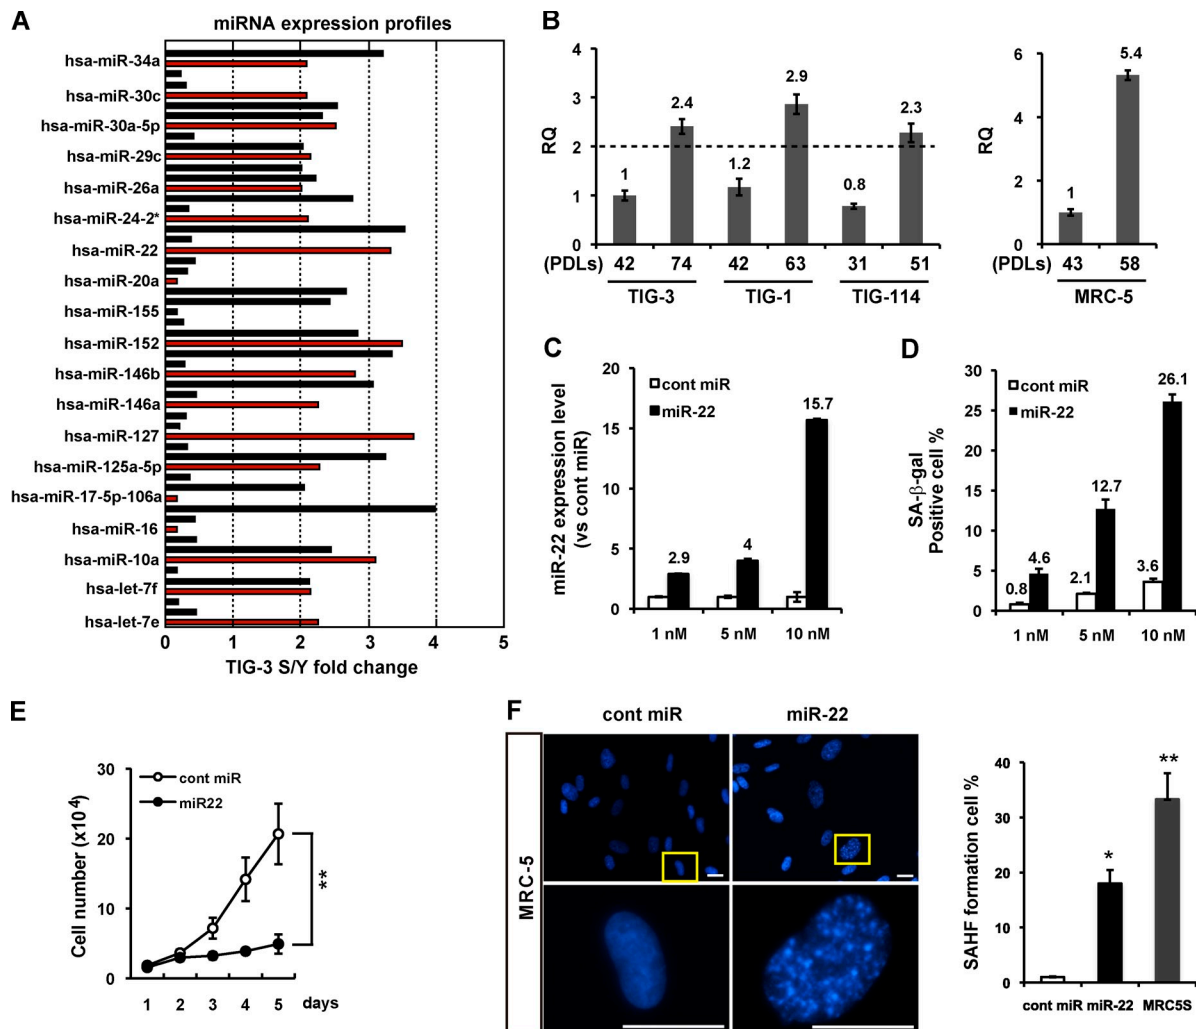 A
miRNA expression profiles
hsa-miR-34a
hsa-miR-30c
hsa-miR-30a-5p
hsa-miR-29c
hsa-miR-26a
hsa-miR-24-2*
hsa-miR-22
hsa-miR-20a
hsa-miR-155
hsa-miR-152
hsa-miR-146b
hsa-miR-146a
hsa-miR-127
hsa-miR-125a-5p
hsa-miR-17-5p-106a
hsa-miR-16
hsa-miR-10a
hsa-let-7f
hsa-let-7e
0 1 2 3 4 5
TIG-3 S/Y fold change
B
RQ
4
3
2
1
0
1 2.4 1.2 2.9 0.8 2.3
(PDLs) 42 74 42 63 31 51
TIG-3 TIG-1 TIG-114
RQ
6
4
2
0
1 5.4
(PDLs) 43 58
MRC-5
C
miR-22 expression level
(vs cont miR)
20
15
10
5
0
cont miR
miR-22
2.9 4 15.7
1 nM 5 nM 10 nM
D
SA-β-gal
Positive cell %
30
25
20
15
10
5
0
cont miR
miR-22
0.8 4.6 2.1 12.7 3.6 26.1
1 nM 5 nM 10 nM
E
Cell number (x10⁴)
30
20
10
0
cont miR
miR22
**
1 2 3 4 5 days
F
cont miR miR-22
MRC-5
SAHF formation cell %
40
30
20
10
0
* **
cont miR miR-22 MRC5S